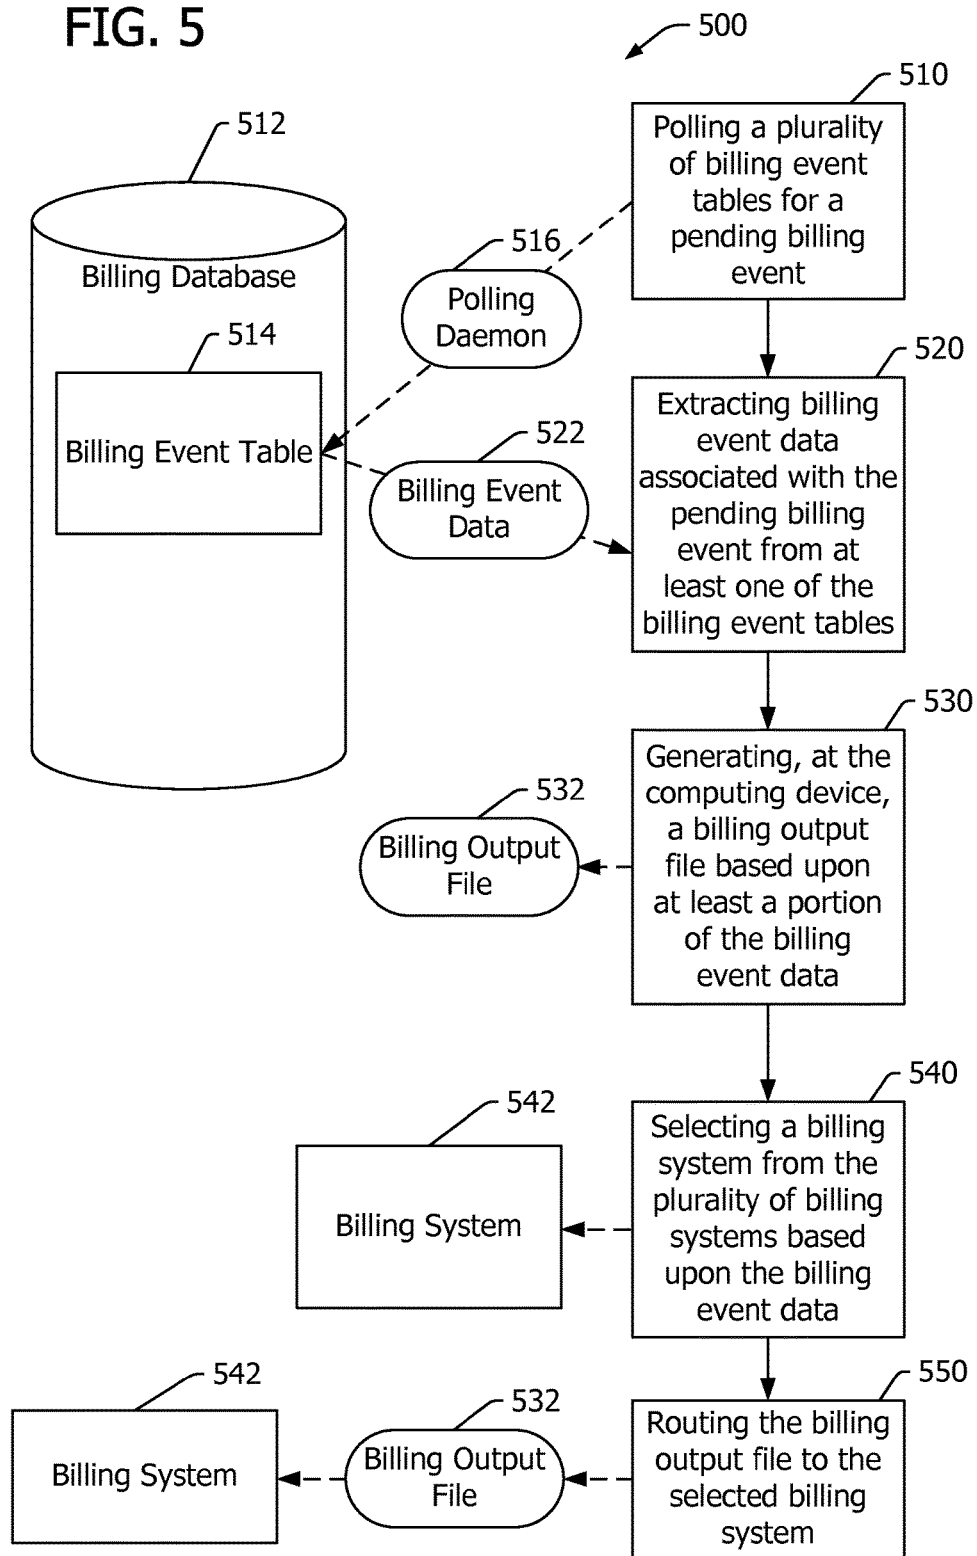 FIG. 5
500
510
Polling a plurality
of billing event
tables for a
pending billing
event
512
Billing Database
516
Polling
Daemon
514
Billing Event Table
520
Extracting billing
event data
associated with the
pending billing
event from at
least one of the
billing event tables
522
Billing Event
Data
530
Generating, at the
computing device,
a billing output
file based upon
at least a portion
of the billing
event data
532
Billing Output
File
540
Selecting a billing
system from the
plurality of billing
systems based
upon the billing
event data
542
Billing System
550
Routing the billing
output file to the
selected billing
system
532
Billing Output
File
542
Billing System